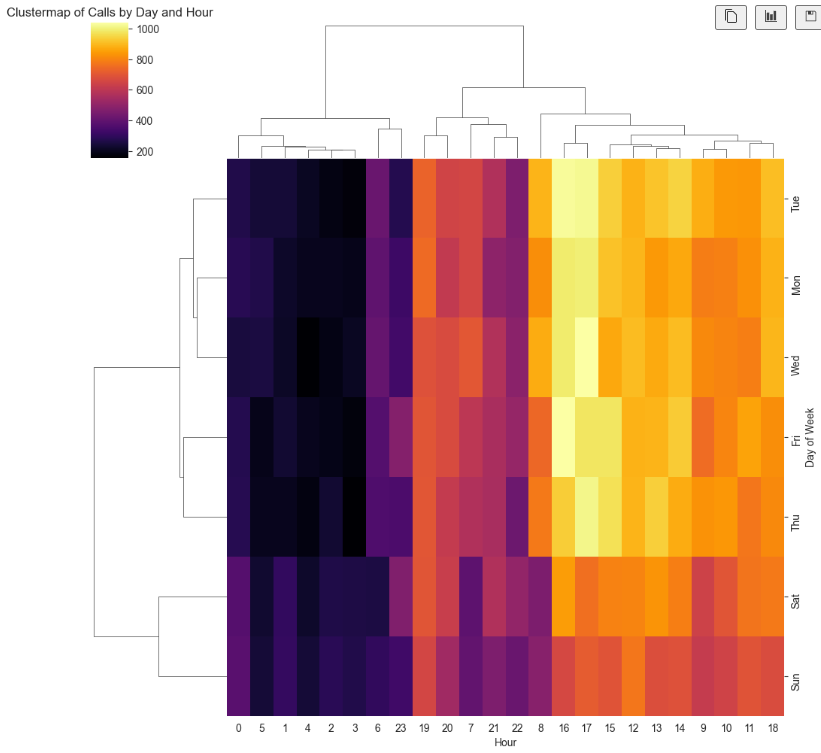 Clustermap of Calls by Day and Hour
1000
800
600
400
200
Tue
Mon
Wed
Fri
Thu
Sat
Sun
Day of Week
0 5 1 4 2 3 6 23 19 20 7 21 22 8 16 17 15 12 13 14 9 10 11 18
Hour